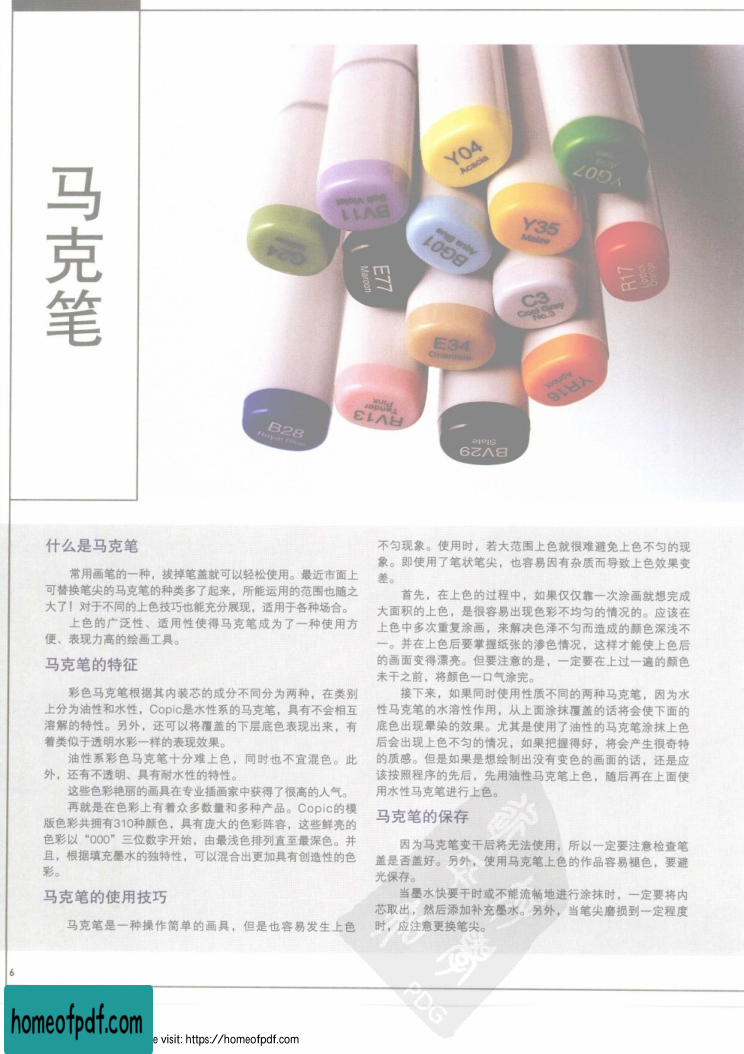 马克笔
Y04
Acacia
YG07
BV11
Soft Violet
BG01
Aqua Blue
Y35
Maize
G24
E77
Maroon
R17
Lipstick
Orange
C3
Cool Gray
No.3
E34
Orientale
YR16
Apricot
B28
Royal Blue
RV13
Tender
Pink
BV29
Slate
什么是马克笔
常用画笔的一种，拔掉笔盖就可以轻松使用。最近市面上
可替换笔尖的马克笔的种类多了起来，所能运用的范围也随之
大了！对于不同的上色技巧也能充分展现，适用于各种场合。
上色的广泛性、适用性使得马克笔成为了一种使用方
便、表现力高的绘画工具。
马克笔的特征
彩色马克笔根据其内装芯的成分不同分为两种，在类别
上分为油性和水性，Copic是水性系的马克笔，具有不会相互
溶解的特性。另外，还可以将覆盖的下层底色表现出来，有
着类似于透明水彩一样的表现效果。
油性系彩色马克笔十分难上色，同时也不宜混色。此
外，还有不透明、具有耐水性的特性。
这些色彩艳丽的画具在专业插画家中获得了很高的人气。
再就是在色彩上有着众多数量和多种产品。Copic的模
版色彩共拥有310种颜色，具有庞大的色彩阵容，这些鲜亮的
色彩以“000”三位数字开始，由最浅色排列直至最深色。并
且，根据填充墨水的独特性，可以混合出更加具有创造性的色
彩。
马克笔的使用技巧
马克笔是一种操作简单的画具，但是也容易发生上色
不匀现象。使用时，若大范围上色就很难避免上色不匀的现
象。即使用了笔状笔尖，也容易因有杂质而导致上色效果变
差。
首先，在上色的过程中，如果仅仅靠一次涂画就想完成
大面积的上色，是很容易出现色彩不均匀的情况的。应该在
上色中多次重复涂画，来解决色泽不匀而造成的颜色深浅不
一。并在上色后要掌握纸张的渗色情况，这样才能使上色后
的画面变得漂亮。但要注意的是，一定要在上过一遍的颜色
未干之前，将颜色一口气涂完。
接下来，如果同时使用性质不同的两种马克笔，因为水
性马克笔的水溶性作用，从上面涂抹覆盖的话将会使下面的
底色出现晕染的效果。尤其是使用了油性的马克笔涂抹上色
后会出现上色不匀的情况，如果把握得好，将会产生很奇特
的质感。但是如果是想绘制出没有变色的画面的话，还是应
该按照程序的先后，先用油性马克笔上色，随后再在上面使
用水性马克笔进行上色。
马克笔的保存
因为马克笔变干后将无法使用，所以一定要注意检查笔
盖是否盖好。另外，使用马克笔上色的作品容易褪色，要避
光保存。
当墨水快要干时或不能流畅地进行涂抹时，一定要将内
芯取出，然后添加补充墨水。另外，当笔尖磨损到一定程度
时，应注意更换笔尖。
PDG
6
homeofpdf.com
e visit: https://homeofpdf.com